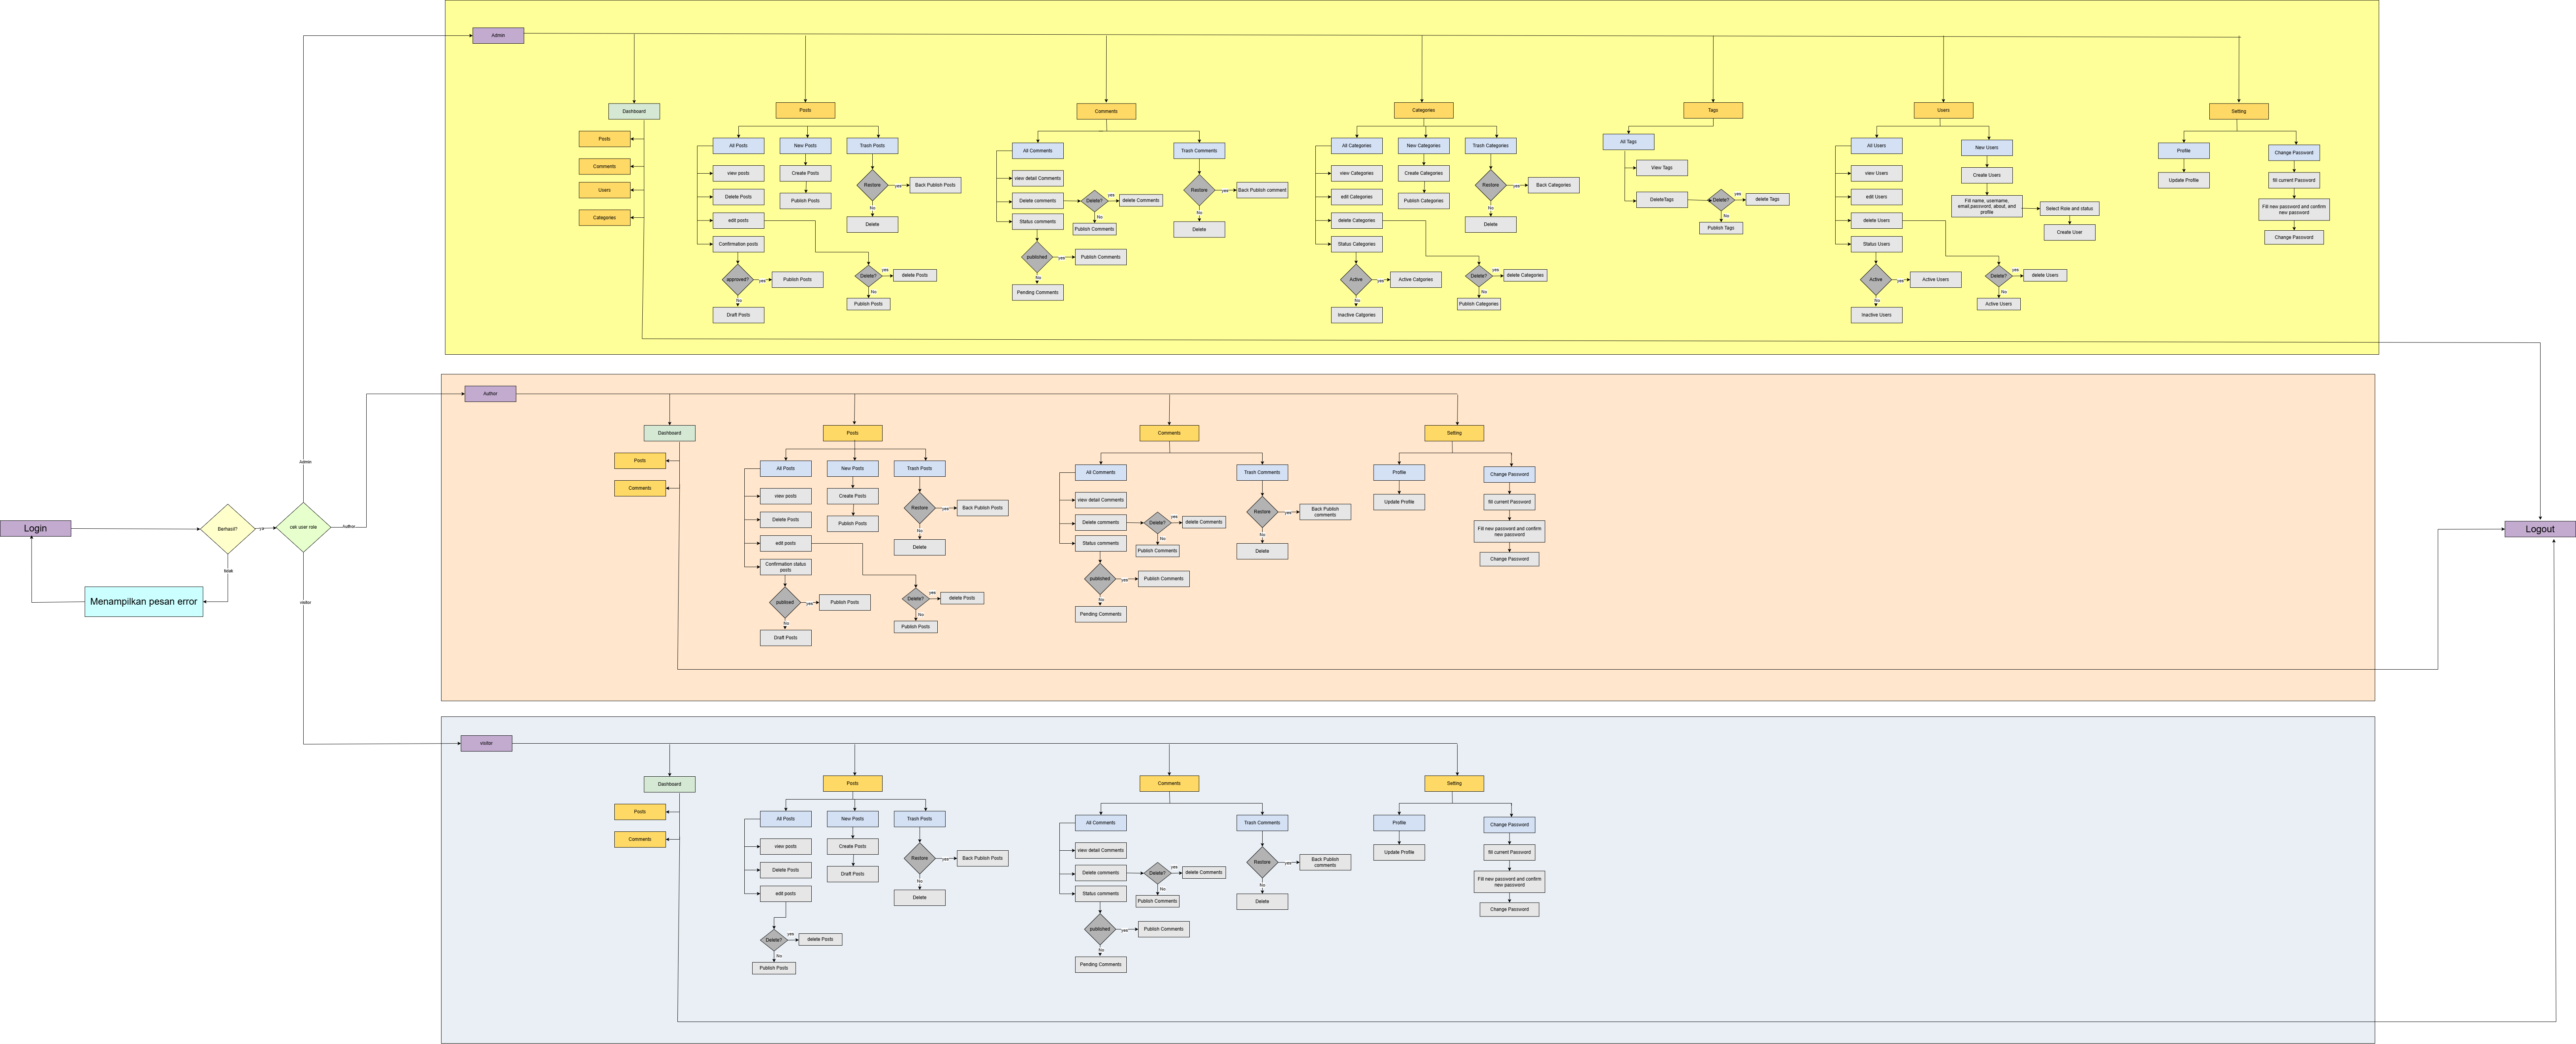 Login
Berhasil?
ya
tidak
Menampilkan pesan error
cek user role
Admin
Author
visitor
Admin
Dashboard
Posts
Comments
Users
Categories
Posts
All Posts
view posts
Delete Posts
edit posts
Confirmation posts
approved?
yes
Publish Posts
No
Draft Posts
New Posts
Create Posts
Publish Posts
Trash Posts
Restore
yes
Back Publish Posts
No
Delete
Delete?
yes
delete Posts
No
Publish Posts
Comments
All Comments
view detail Comments
Delete comments
Status comments
Delete?
yes
delete Comments
No
Publish Comments
published
yes
Publish Comments
No
Pending Comments
Trash Comments
Restore
yes
Back Publish comment
No
Delete
Categories
All Categories
view Categories
edit Categories
delete Categories
Status Categories
Active
yes
Active Catgories
No
Inactive Catgories
New Categories
Create Categories
Publish Categories
Trash Categories
Restore
yes
Back Categories
No
Delete
Delete?
yes
delete Categories
No
Publish Categories
Tags
All Tags
View Tags
DeleteTags
Delete?
yes
delete Tags
No
Publish Tags
Users
All Users
view Users
edit Users
delete Users
Status Users
Active
yes
Active Users
No
Inactive Users
New Users
Create Users
Fill name, username,
email,password, about, and
profile
Select Role and status
Create User
Delete?
yes
delete Users
No
Active Users
Setting
Profile
Update Profile
Change Password
fill current Password
Fill new password and confirm
new password
Change Password
Author
Dashboard
Posts
Comments
Posts
All Posts
view posts
Delete Posts
edit posts
Confirmation status
posts
publised
yes
Publish Posts
No
Draft Posts
New Posts
Create Posts
Publish Posts
Trash Posts
Restore
yes
Back Publish Posts
No
Delete
Delete?
yes
delete Posts
No
Publish Posts
Comments
All Comments
view detail Comments
Delete comments
Status comments
Delete?
yes
delete Comments
No
Publish Comments
published
yes
Publish Comments
No
Pending Comments
Trash Comments
Restore
yes
Back Publish
comments
No
Delete
Setting
Profile
Update Profile
Change Password
fill current Password
Fill new password and confirm
new password
Change Password
visitor
Dashboard
Posts
Comments
Posts
All Posts
view posts
Delete Posts
edit posts
Delete?
yes
delete Posts
No
Publish Posts
New Posts
Create Posts
Draft Posts
Trash Posts
Restore
yes
Back Publish Posts
No
Delete
Comments
All Comments
view detail Comments
Delete comments
Status comments
Delete?
yes
delete Comments
No
Publish Comments
published
yes
Publish Comments
No
Pending Comments
Trash Comments
Restore
yes
Back Publish
comments
No
Delete
Setting
Profile
Update Profile
Change Password
fill current Password
Fill new password and confirm
new password
Change Password
Logout